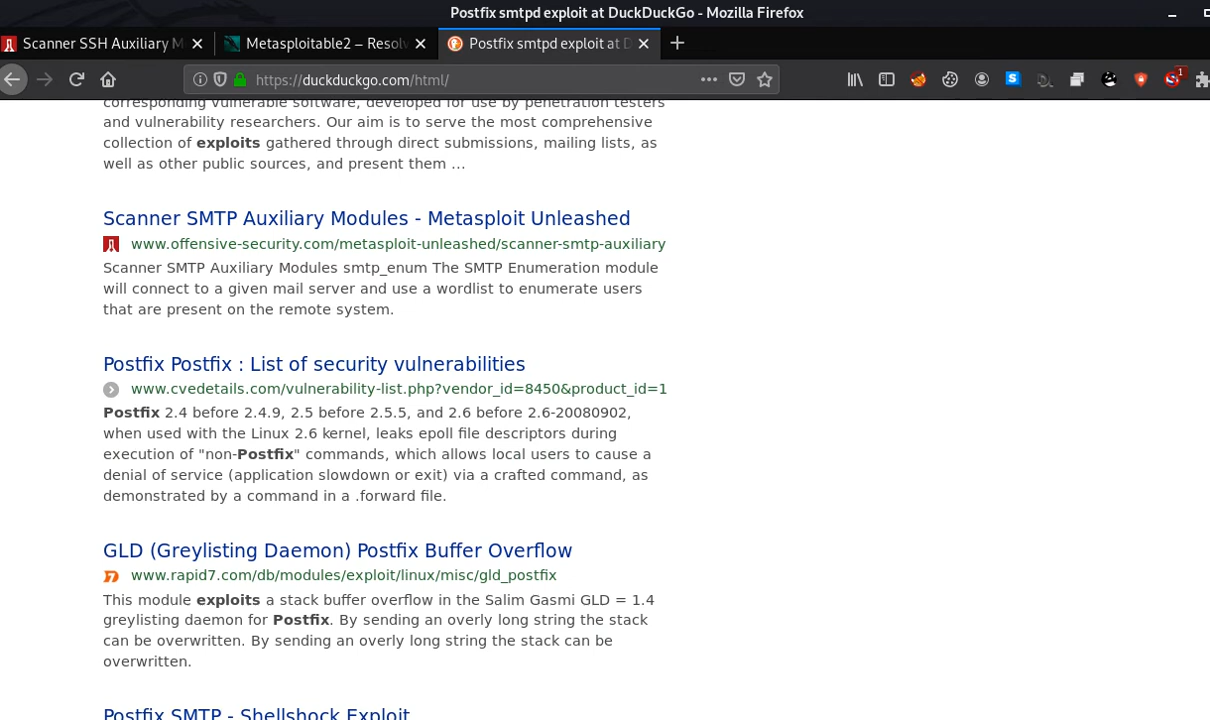 Postfix smtpd exploit at DuckDuckGo - Mozilla Firefox
Scanner SSH Auxiliary M
Metasploitable2 – Resolv
Postfix smtpd exploit at D
https://duckduckgo.com/html/
S
1
corresponding vulnerable software, developed for use by penetration testers
and vulnerability researchers. Our aim is to serve the most comprehensive
collection of exploits gathered through direct submissions, mailing lists, as
well as other public sources, and present them ...
Scanner SMTP Auxiliary Modules - Metasploit Unleashed
www.offensive-security.com/metasploit-unleashed/scanner-smtp-auxiliary
Scanner SMTP Auxiliary Modules smtp_enum The SMTP Enumeration module
will connect to a given mail server and use a wordlist to enumerate users
that are present on the remote system.
Postfix Postfix : List of security vulnerabilities
www.cvedetails.com/vulnerability-list.php?vendor_id=8450&product_id=1
Postfix 2.4 before 2.4.9, 2.5 before 2.5.5, and 2.6 before 2.6-20080902,
when used with the Linux 2.6 kernel, leaks epoll file descriptors during
execution of "non-Postfix" commands, which allows local users to cause a
denial of service (application slowdown or exit) via a crafted command, as
demonstrated by a command in a .forward file.
GLD (Greylisting Daemon) Postfix Buffer Overflow
www.rapid7.com/db/modules/exploit/linux/misc/gld_postfix
This module exploits a stack buffer overflow in the Salim Gasmi GLD = 1.4
greylisting daemon for Postfix. By sending an overly long string the stack
can be overwritten. By sending an overly long string the stack can be
overwritten.
Postfix SMTP - Shellshock Exploit